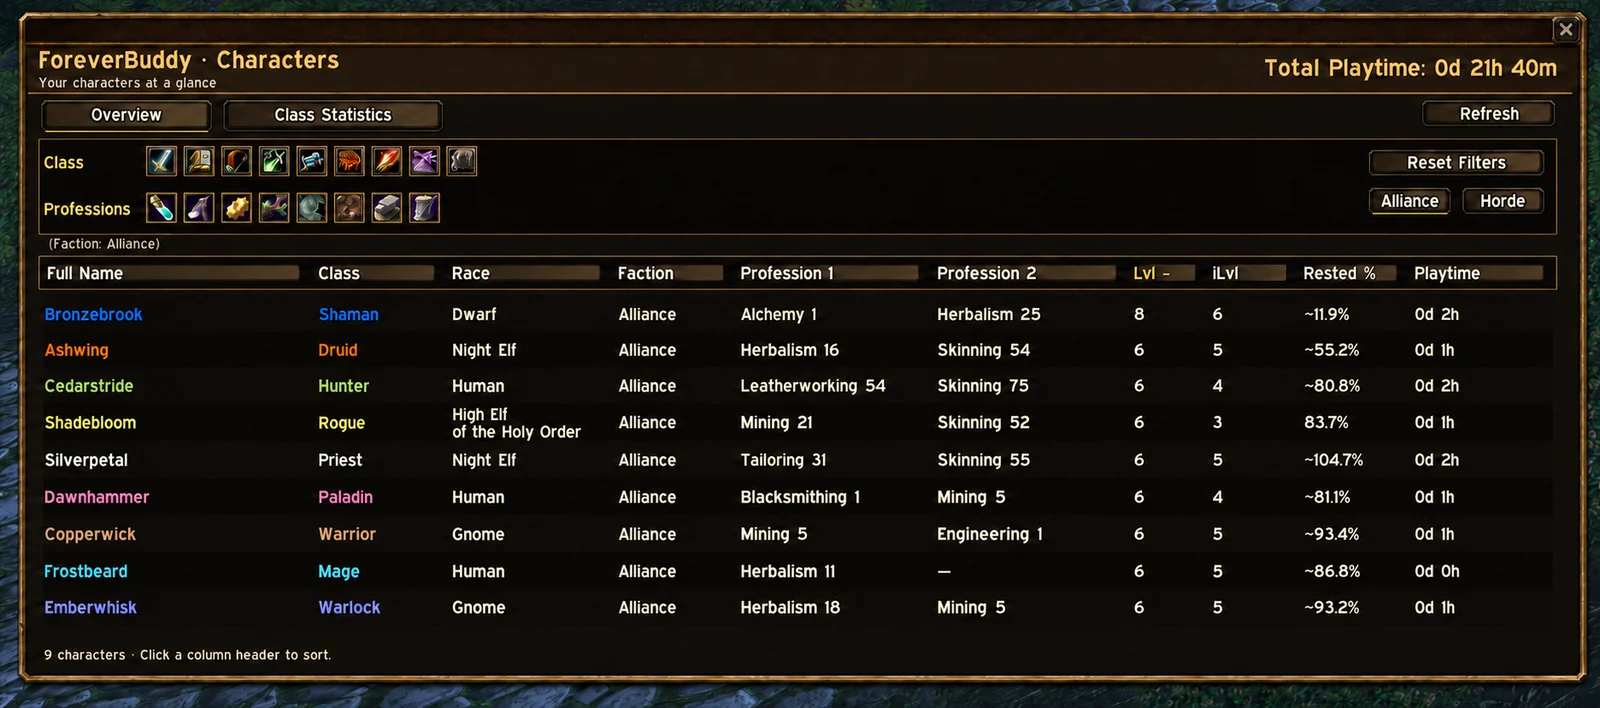 ForeverBuddy · Characters
Your characters at a glance
Total Playtime: 0d 21h 40m
Overview
Class Statistics
Refresh
Class
Reset Filters
Professions
Alliance
Horde
(Faction: Alliance)
Full Name Class Race Faction Profession 1 Profession 2 Lvl - iLvl Rested % Playtime
Bronzebrook Shaman Dwarf Alliance Alchemy 1 Herbalism 25 8 6 ~11.9% 0d 2h
Ashwing Druid Night Elf Alliance Herbalism 16 Skinning 54 6 5 ~55.2% 0d 1h
Cedarstride Hunter Human Alliance Leatherworking 54 Skinning 75 6 4 ~80.8% 0d 2h
Shadebloom Rogue High Elf
of the Holy Order Alliance Mining 21 Skinning 52 6 3 83.7% 0d 1h
Silverpetal Priest Night Elf Alliance Tailoring 31 Skinning 55 6 5 ~104.7% 0d 2h
Dawnhammer Paladin Human Alliance Blacksmithing 1 Mining 5 6 4 ~81.1% 0d 1h
Copperwick Warrior Gnome Alliance Mining 5 Engineering 1 6 5 ~93.4% 0d 1h
Frostbeard Mage Human Alliance Herbalism 11 — 6 5 ~86.8% 0d 0h
Emberwhisk Warlock Gnome Alliance Herbalism 18 Mining 5 6 5 ~93.2% 0d 1h
9 characters · Click a column header to sort.